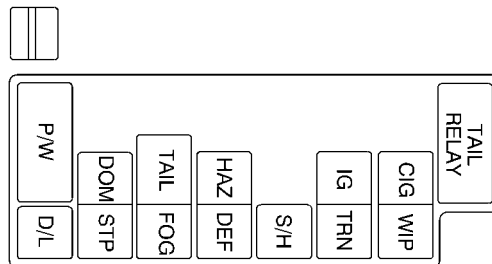 P/W
D/L
DOM
STP
TAIL
FOG
HAZ
DEF
S/H
IG
TRN
CIG
WIP
TAIL
RELAY